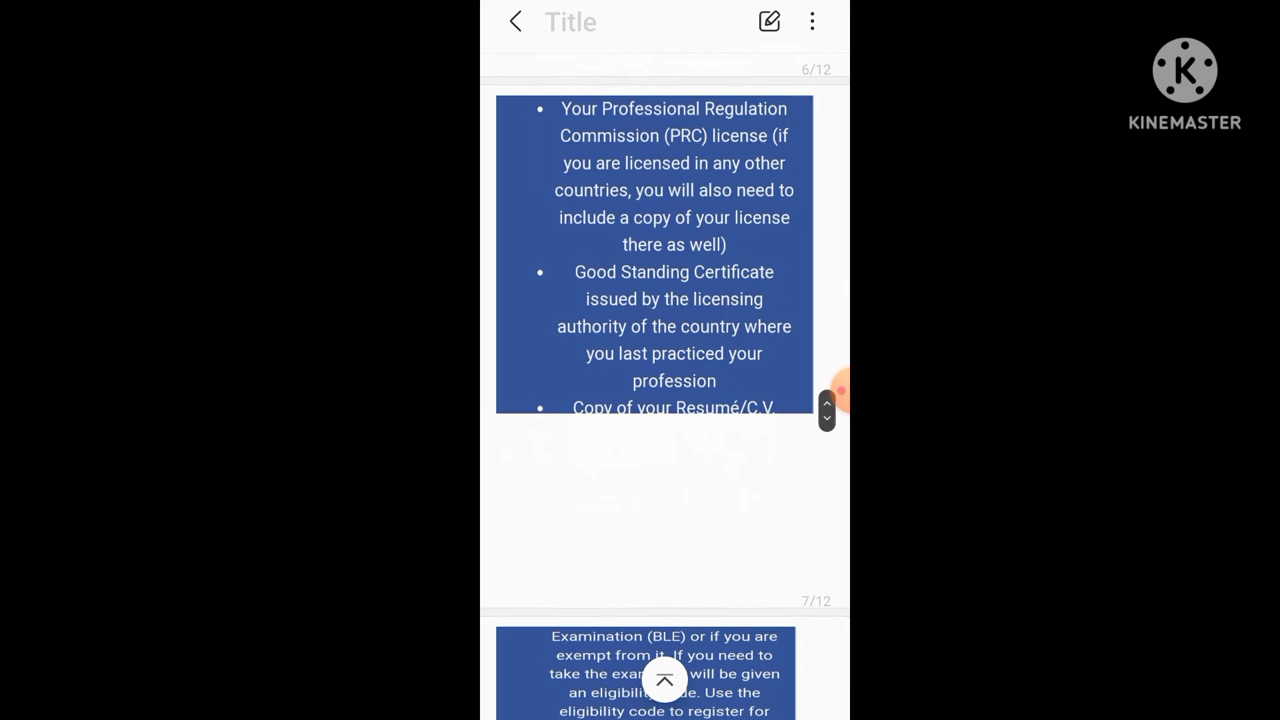 Title
6/12
• Your Professional Regulation
Commission (PRC) license (if
you are licensed in any other
countries, you will also need to
include a copy of your license
there as well)
• Good Standing Certificate
issued by the licensing
authority of the country where
you last practiced your
profession
• Copy of your Resumé/C.V.
7/12
Examination (BLE) or if you are
exempt from it. If you need to
take the will be given
an Use the
eligibility code to register for
K
KINEMASTER